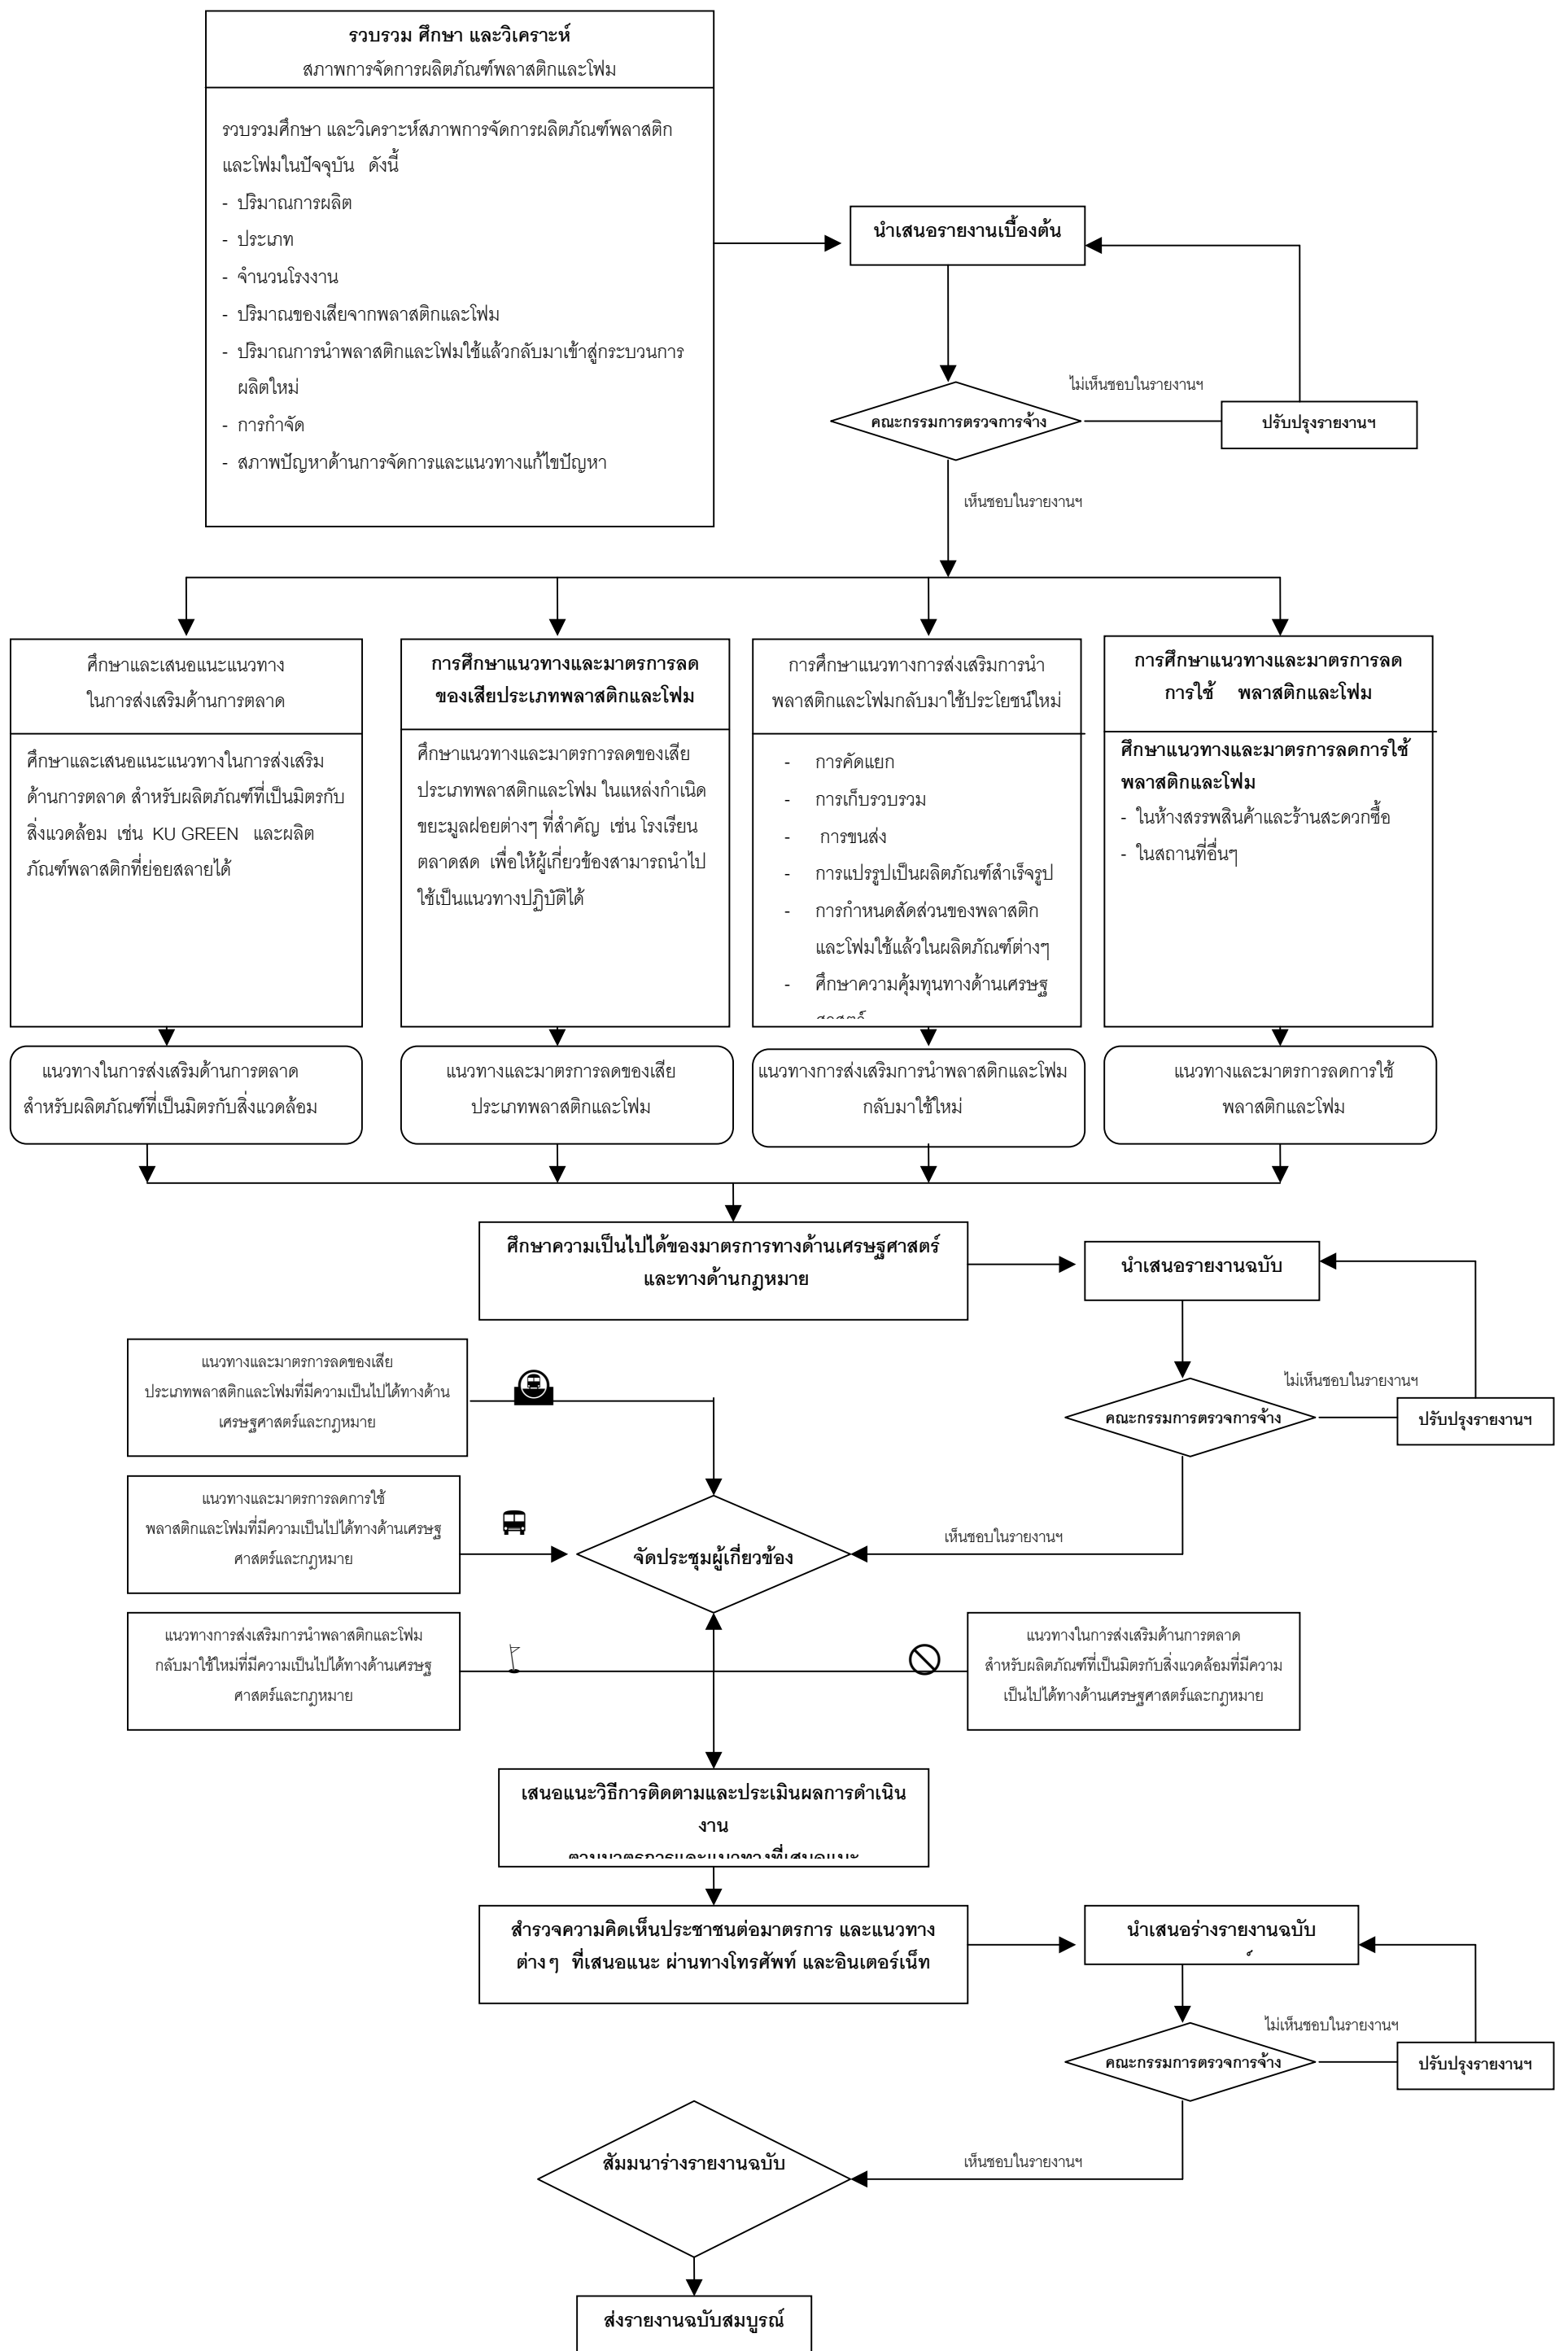 รวบรวม ศึกษา และวิเคราะห์
สภาพการจัดการผลิตภัณฑ์พลาสติกและโฟม
รวบรวมศึกษา และวิเคราะห์สภาพการจัดการผลิตภัณฑ์พลาสติก
และโฟมในปัจจุบัน ดังนี้
- ปริมาณการผลิต
- ประเภท
- จำนวนโรงงาน
- ปริมาณของเสียจากพลาสติกและโฟม
- ปริมาณการนำพลาสติกและโฟมใช้แล้วกลับมาเข้าสู่กระบวนการ
ผลิตใหม่
- การกำจัด
- สภาพปัญหาด้านการจัดการและแนวทางแก้ไขปัญหา
นำเสนอรายงานเบื้องต้น
ไม่เห็นชอบในรายงานฯ
คณะกรรมการตรวจการจ้าง
ปรับปรุงรายงานฯ
เห็นชอบในรายงานฯ
ศึกษาและเสนอแนะแนวทาง
ในการส่งเสริมด้านการตลาด
ศึกษาและเสนอแนะแนวทางในการส่งเสริม
ด้านการตลาด สำหรับผลิตภัณฑ์ที่เป็นมิตรกับ
สิ่งแวดล้อม เช่น KU GREEN และผลิต
ภัณฑ์พลาสติกที่ย่อยสลายได้
การศึกษาแนวทางและมาตรการลด
ของเสียประเภทพลาสติกและโฟม
ศึกษาแนวทางและมาตรการลดของเสีย
ประเภทพลาสติกและโฟม ในแหล่งกำเนิด
ขยะมูลฝอยต่างๆ ที่สำคัญ เช่น โรงเรียน
ตลาดสด เพื่อให้ผู้เกี่ยวข้องสามารถนำไป
ใช้เป็นแนวทางปฏิบัติได้
การศึกษาแนวทางการส่งเสริมการนำ
พลาสติกและโฟมกลับมาใช้ประโยชน์ใหม่
- การคัดแยก
- การเก็บรวบรวม
- การขนส่ง
- การแปรรูปเป็นผลิตภัณฑ์สำเร็จรูป
- การกำหนดสัดส่วนของพลาสติก
และโฟมใช้แล้วในผลิตภัณฑ์ต่างๆ
- ศึกษาความคุ้มทุนทางด้านเศรษฐ
การศึกษาแนวทางและมาตรการลด
การใช้ พลาสติกและโฟม
ศึกษาแนวทางและมาตรการลดการใช้
พลาสติกและโฟม
- ในห้างสรรพสินค้าและร้านสะดวกซื้อ
- ในสถานที่อื่นๆ
แนวทางในการส่งเสริมด้านการตลาด
สำหรับผลิตภัณฑ์ที่เป็นมิตรกับสิ่งแวดล้อม
แนวทางและมาตรการลดของเสีย
ประเภทพลาสติกและโฟม
แนวทางการส่งเสริมการนำพลาสติกและโฟม
กลับมาใช้ใหม่
แนวทางและมาตรการลดการใช้
พลาสติกและโฟม
ศึกษาความเป็นไปได้ของมาตรการทางด้านเศรษฐศาสตร์
และทางด้านกฎหมาย
นำเสนอรายงานฉบับ
ไม่เห็นชอบในรายงานฯ
คณะกรรมการตรวจการจ้าง
ปรับปรุงรายงานฯ
แนวทางและมาตรการลดของเสีย
ประเภทพลาสติกและโฟมที่มีความเป็นไปได้ทางด้าน
เศรษฐศาสตร์และกฎหมาย
แนวทางและมาตรการลดการใช้
พลาสติกและโฟมที่มีความเป็นไปได้ทางด้านเศรษฐ
ศาสตร์และกฎหมาย
จัดประชุมผู้เกี่ยวข้อง
เห็นชอบในรายงานฯ
แนวทางการส่งเสริมการนำพลาสติกและโฟม
กลับมาใช้ใหม่ที่มีความเป็นไปได้ทางด้านเศรษฐ
ศาสตร์และกฎหมาย
แนวทางในการส่งเสริมด้านการตลาด
สำหรับผลิตภัณฑ์ที่เป็นมิตรกับสิ่งแวดล้อมที่มีความ
เป็นไปได้ทางด้านเศรษฐศาสตร์และกฎหมาย
เสนอแนะวิธีการติดตามและประเมินผลการดำเนิน
งาน
ตามมาตรการและแนวทางที่เสนอแนะ
สำรวจความคิดเห็นประชาชนต่อมาตรการ และแนวทาง
ต่างๆ ที่เสนอแนะ ผ่านทางโทรศัพท์ และอินเตอร์เน็ท
นำเสนอร่างรายงานฉบับ
ไม่เห็นชอบในรายงานฯ
คณะกรรมการตรวจการจ้าง
ปรับปรุงรายงานฯ
เห็นชอบในรายงานฯ
สัมมนาร่างรายงานฉบับ
ส่งรายงานฉบับสมบูรณ์